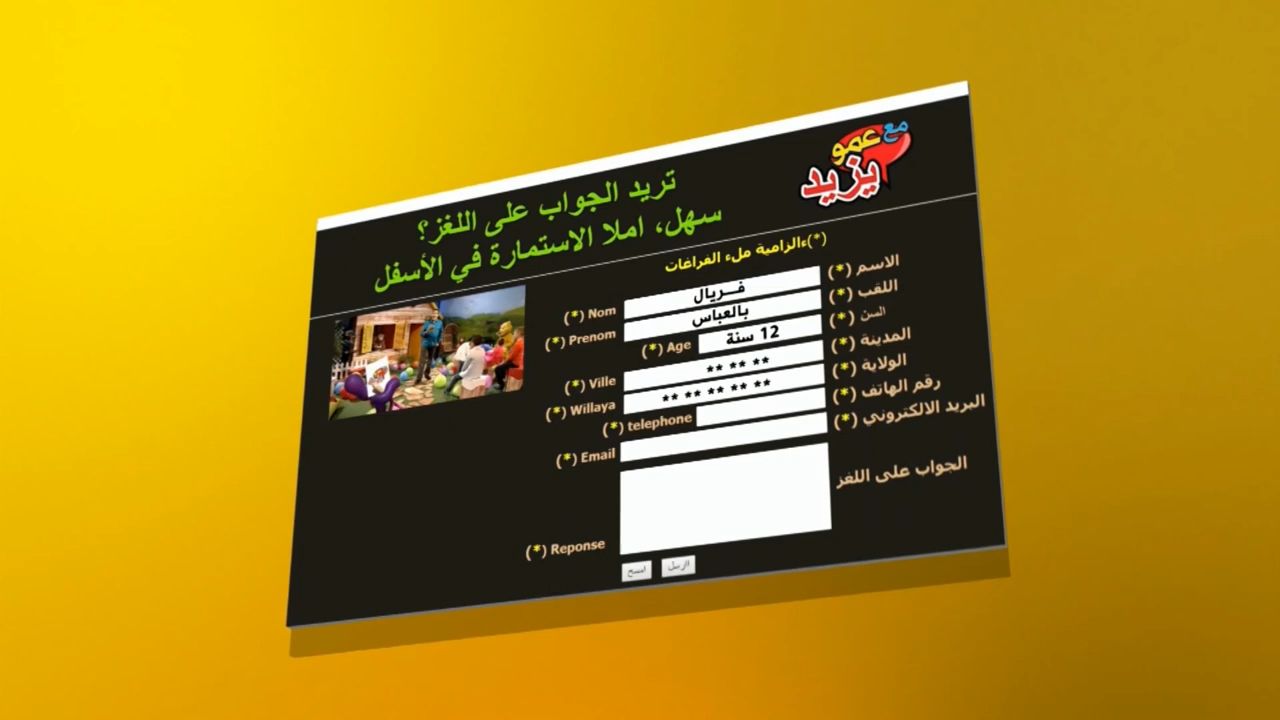 مع عمو يزيد
تريد الجواب على اللغز؟
سهل، املا الاستمارة في الأسفل
(*)ءالزامية ملء الفراغات
الاسم (*) فـــريال Nom (*)
اللقب (*) بالعباس Prenom (*)
السن (*) 12 سنة Age (*)
المدينة (*) ** ** ** Ville (*)
الولاية (*) ** ** ** ** ** Willaya (*)
رقم الهاتف (*) telephone (*)
البريد الالكتروني (*) Email (*)
الجواب على اللغز
Reponse (*)
ارسل امسح